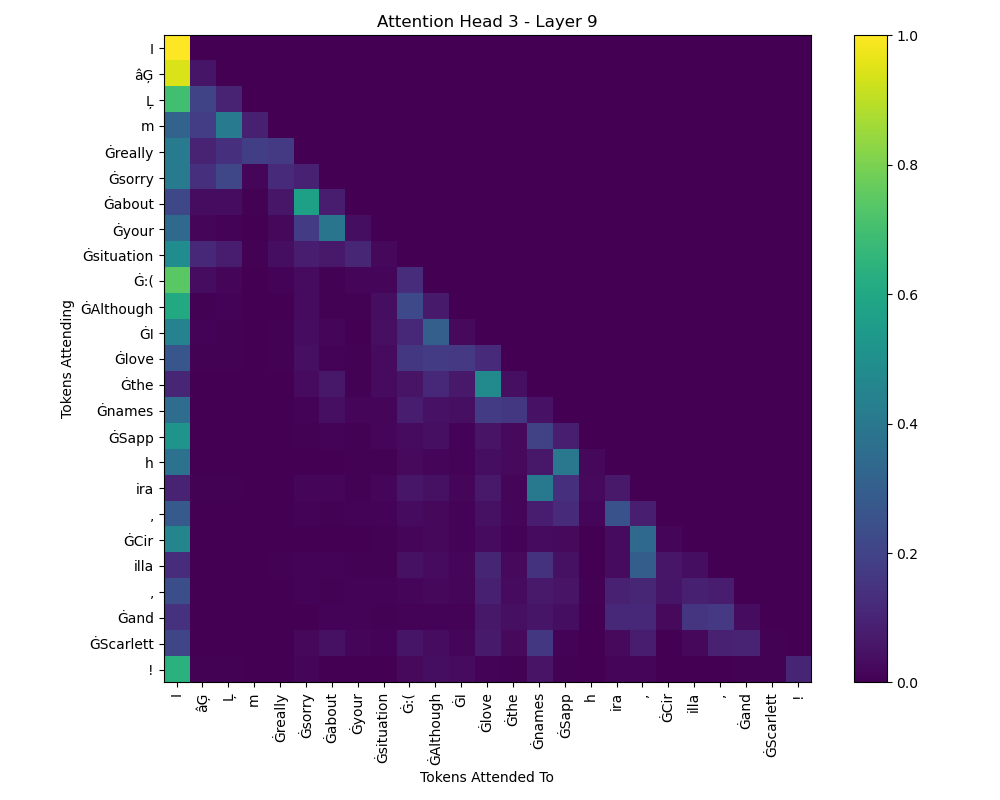 Attention Head 3 - Layer 9
Tokens Attending
I
âĢ
Ļ
m
Ġreally
Ġsorry
Ġabout
Ġyour
Ġsituation
Ġ:(
ĠAlthough
ĠI
Ġlove
Ġthe
Ġnames
ĠSapp
h
ira
,
ĠCir
illa
,
Ġand
ĠScarlett
!
I
âĢ
Ļ
m
Ġreally
Ġsorry
Ġabout
Ġyour
Ġsituation
Ġ:(
ĠAlthough
ĠI
Ġlove
Ġthe
Ġnames
ĠSapp
h
ira
,
ĠCir
illa
,
Ġand
ĠScarlett
!
Tokens Attended To
1.0
0.8
0.6
0.4
0.2
0.0